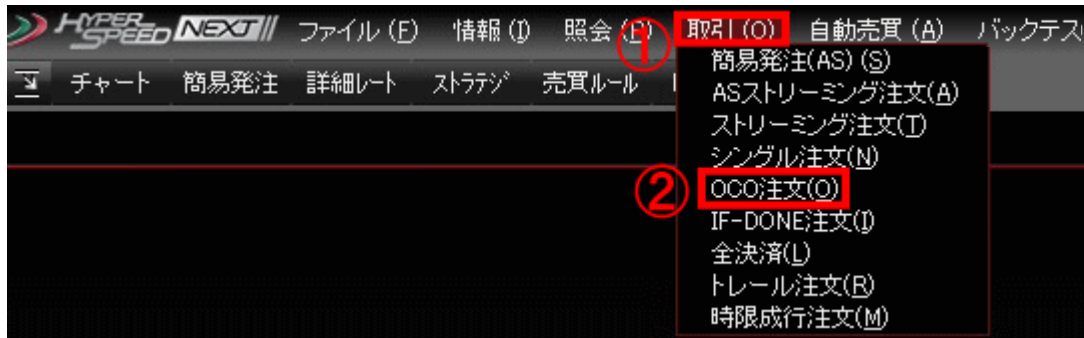 HYPER SPEED NEXT ファイル (F) 情報 (I) 照会 ① 取引 (O) 自動売買 (A) バックテス
チャート 簡易発注 詳細レート ストラテジ 売買ルール
簡易発注(AS) (S)
ASストリーミング注文(A)
ストリーミング注文(T)
シングル注文(N)
② OCO注文(O)
IF-DONE注文(I)
全決済(L)
トレール注文(R)
時限成行注文(M)